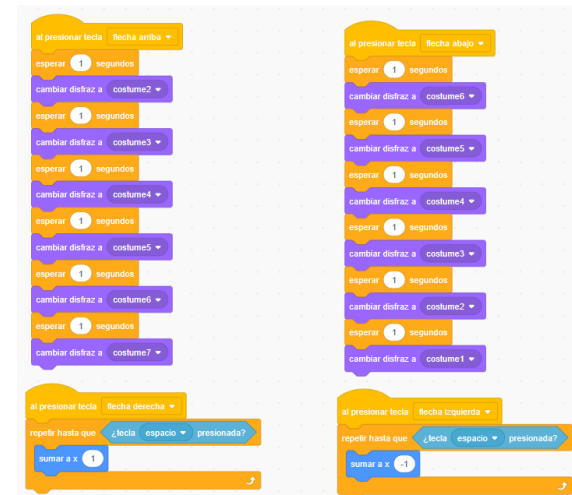 al presionar tecla flecha arriba
esperar 1 segundos
cambiar disfraz a costume2
esperar 1 segundos
cambiar disfraz a costume3
esperar 1 segundos
cambiar disfraz a costume4
esperar 1 segundos
cambiar disfraz a costume5
esperar 1 segundos
cambiar disfraz a costume6
esperar 1 segundos
cambiar disfraz a costume7
al presionar tecla flecha abajo
esperar 1 segundos
cambiar disfraz a costume6
esperar 1 segundos
cambiar disfraz a costume5
esperar 1 segundos
cambiar disfraz a costume4
esperar 1 segundos
cambiar disfraz a costume3
esperar 1 segundos
cambiar disfraz a costume2
esperar 1 segundos
cambiar disfraz a costume1
al presionar tecla flecha derecha
repetir hasta que ¿tecla espacio presionada?
sumar a x 1
al presionar tecla flecha izquierda
repetir hasta que ¿tecla espacio presionada?
sumar a x -1